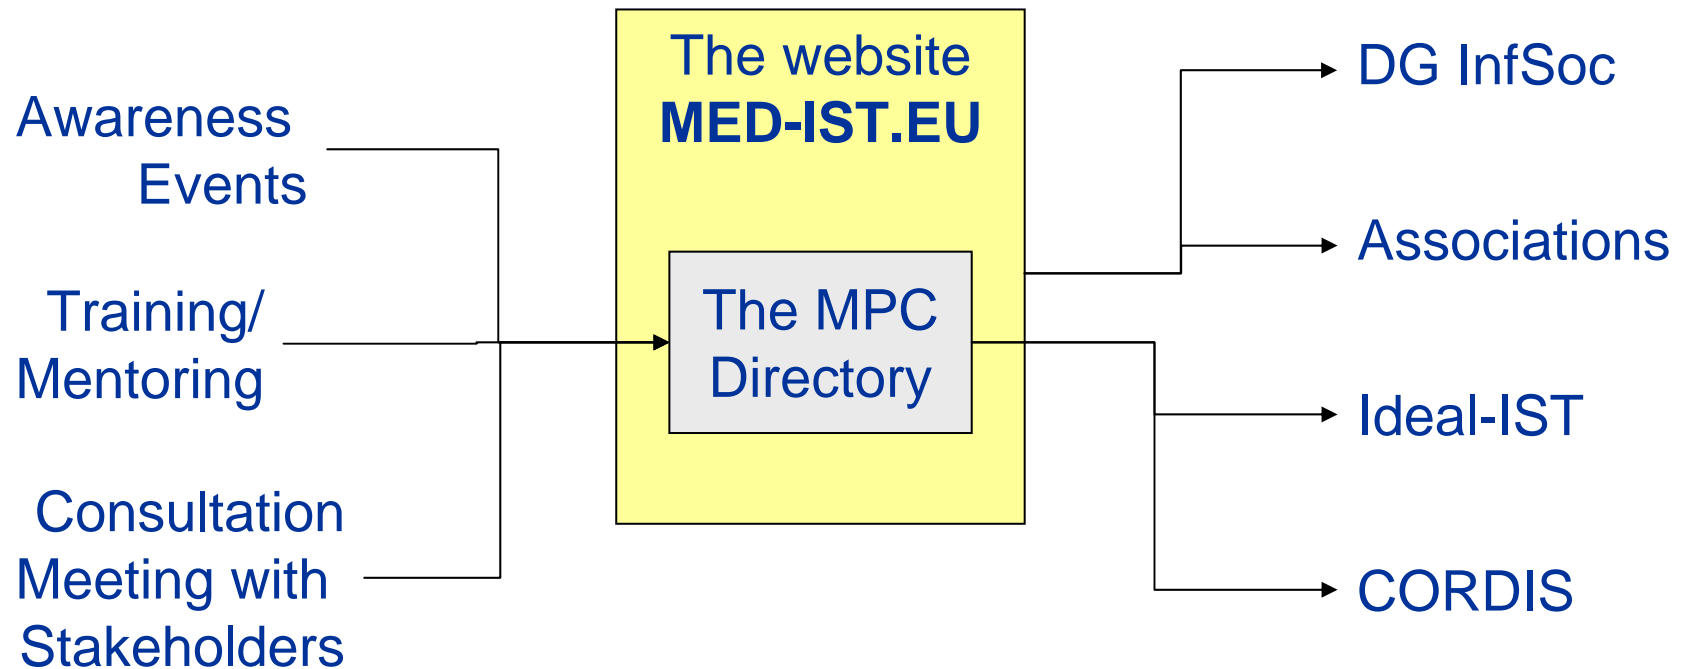 Awareness
Events
Training/
Mentoring
Consultation
Meeting with
Stakeholders
The website
MED-IST.EU
The MPC
Directory
DG InfSoc
Associations
Ideal-IST
CORDIS